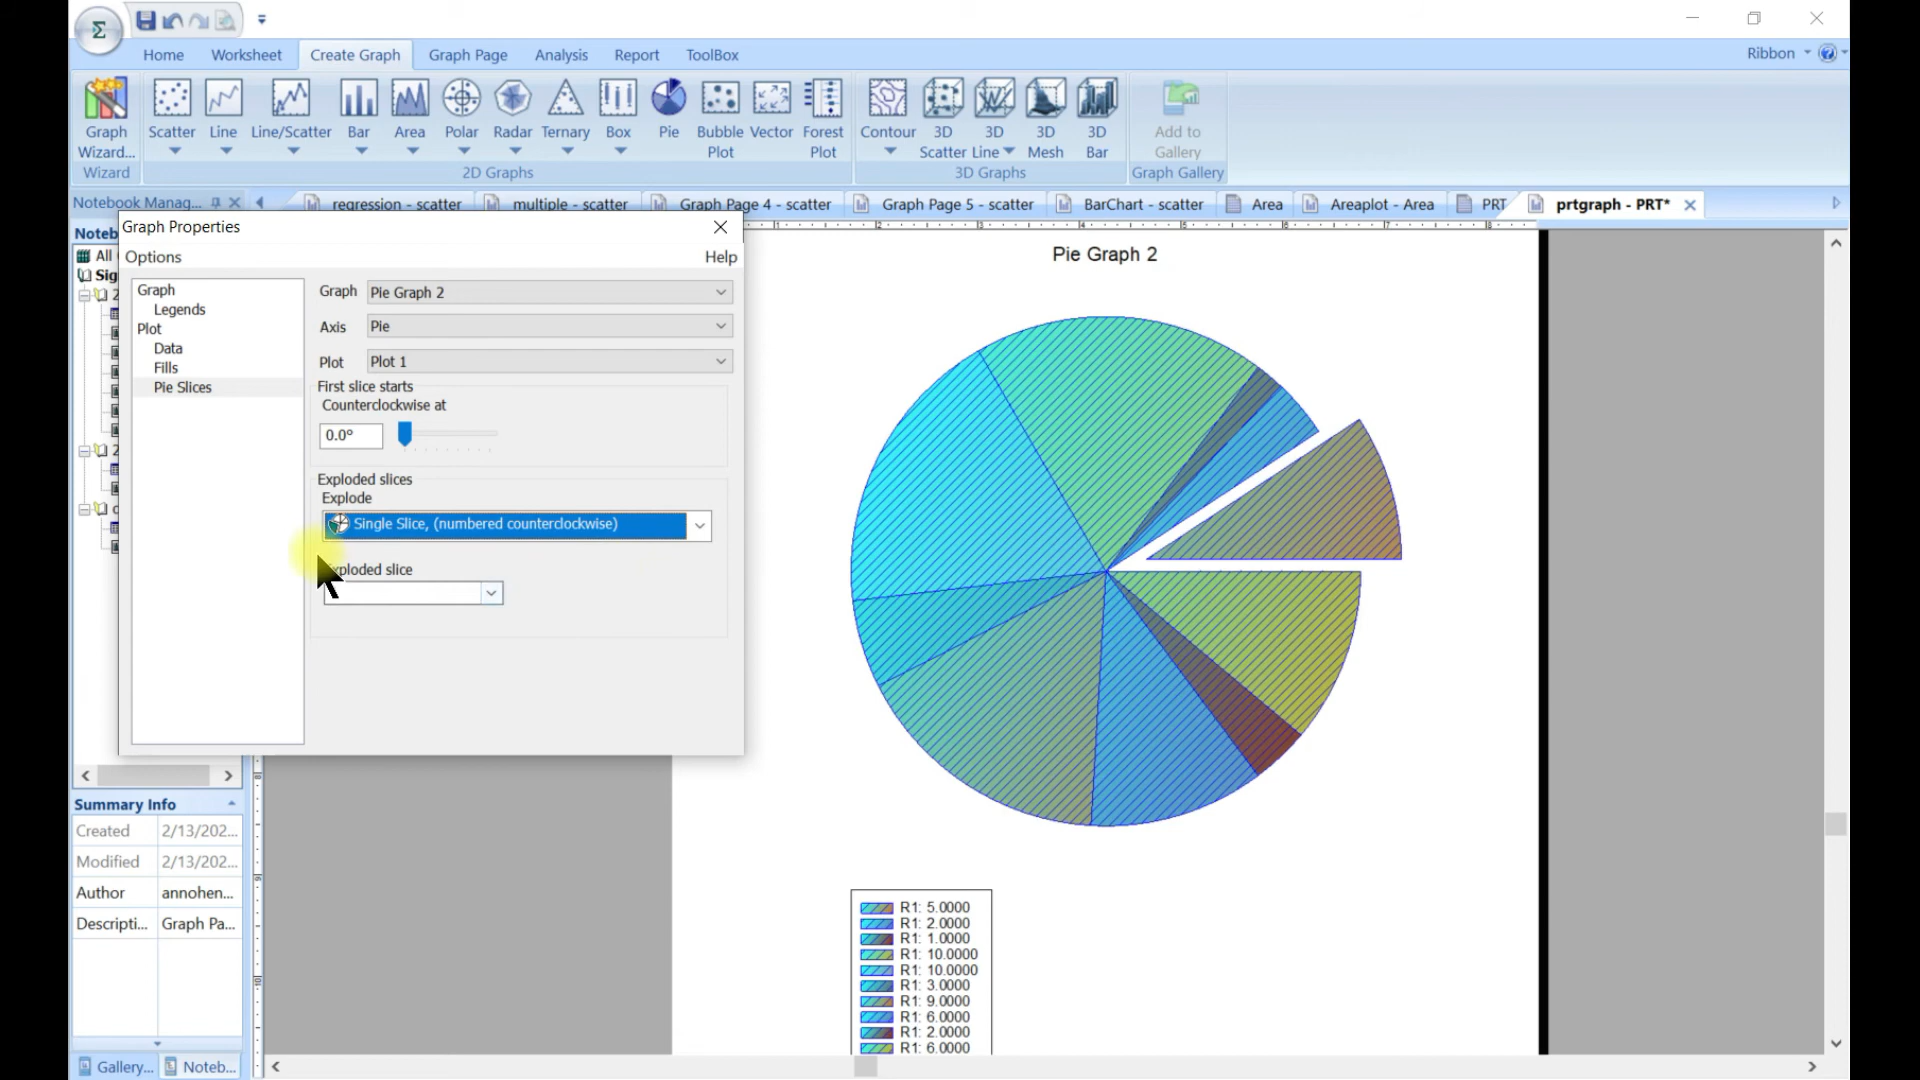 Σ
Home Worksheet Create Graph Graph Page Analysis Report ToolBox
Ribbon
Graph Wizard...
Scatter Line Line/Scatter Bar Area Polar Radar Ternary Box Pie Bubble Plot Vector Forest Plot
Contour 3D Scatter 3D Line 3D Mesh 3D Bar
Add to Gallery
Wizard 2D Graphs 3D Graphs Graph Gallery
Notebook Manag...
regression - scatter multiple - scatter Graph Page 4 - scatter Graph Page 5 - scatter BarChart - scatter Area Areaplot - Area PRT prtgraph - PRT*
Graph Properties
Options Help
Noteb
All
Sig
2
2
Graph
Legends
Plot
Data
Fills
Pie Slices
Graph Pie Graph 2
Axis Pie
Plot Plot 1
First slice starts
Counterclockwise at
0.0°
Exploded slices
Explode
Single Slice, (numbered counterclockwise)
xploded slice
Pie Graph 2
R1: 5.0000
R1: 2.0000
R1: 1.0000
R1: 10.0000
R1: 10.0000
R1: 3.0000
R1: 9.0000
R1: 6.0000
R1: 2.0000
R1: 6.0000
Summary Info
Created 2/13/202...
Modified 2/13/202...
Author annohen...
Descripti... Graph Pa...
Gallery... Noteb...